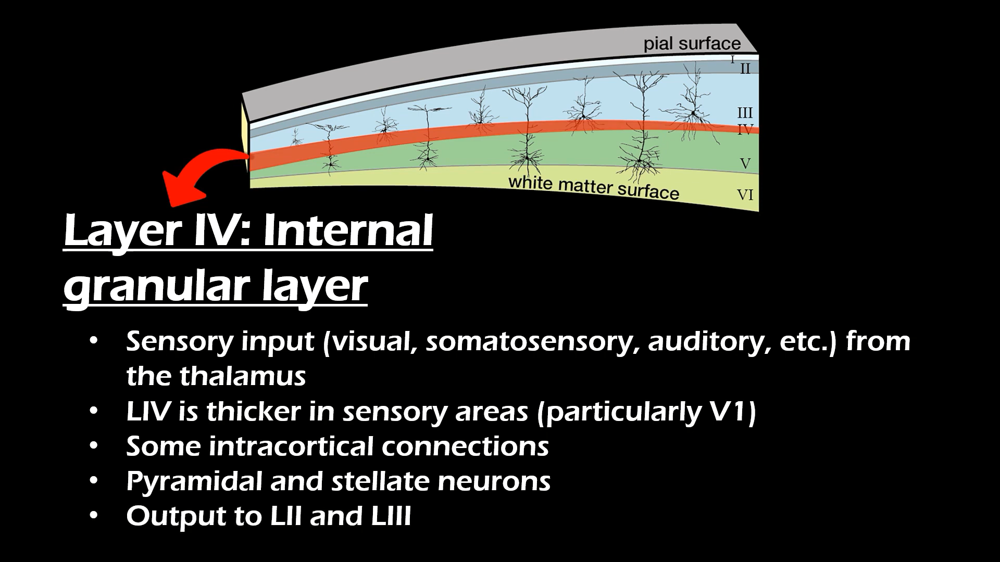 pial surface
I
II
III
IV
V
white matter surface
VI
Layer IV: Internal
granular layer
• Sensory input (visual, somatosensory, auditory, etc.) from
the thalamus
• LIV is thicker in sensory areas (particularly V1)
• Some intracortical connections
• Pyramidal and stellate neurons
• Output to LII and LIII